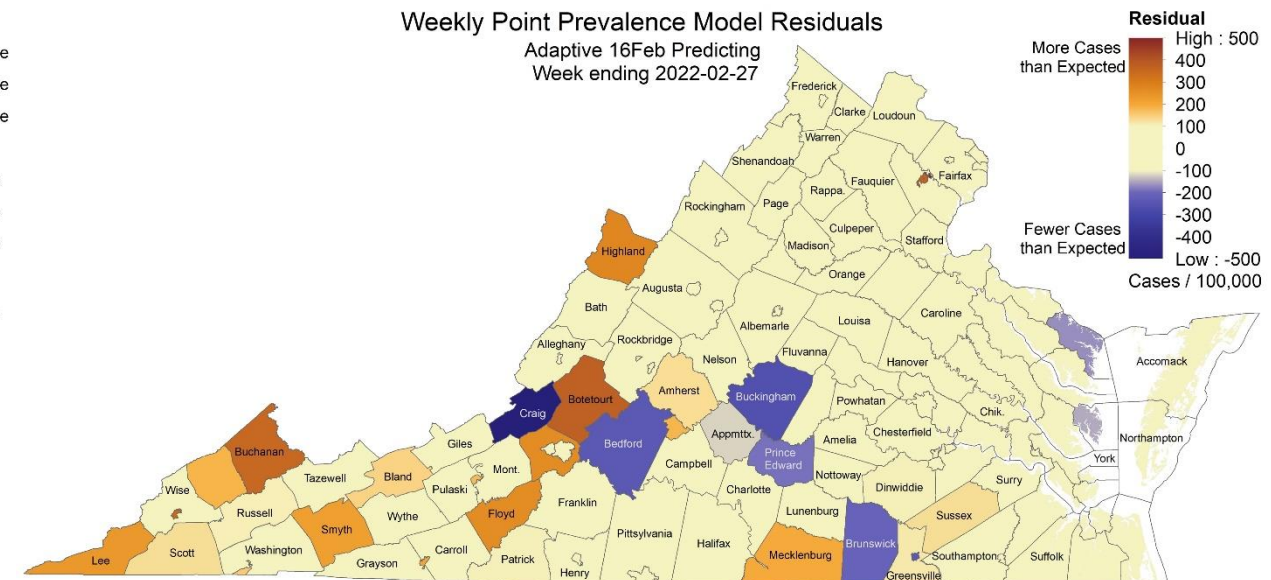 Weekly Point Prevalence Model Residuals
Adaptive 16Feb Predicting
Week ending 2022-02-27
e
e
e
Residual
More Cases
than Expected
High : 500
400
300
200
100
0
-100
-200
-300
-400
Low : -500
Fewer Cases
than Expected
Cases / 100,000
Frederick
Clarke
Loudoun
Warren
Shenandoah
Fairfax
Fauquier
Rappa.
Page
Rockingham
Culpeper
Stafford
Madison
Highland
Orange
Augusta
Bath
Caroline
Louisa
Albemarle
Rockbridge
Alleghany
Fluvanna
Nelson
Hanover
Accomack
Amherst
Buckingham
Botetourt
Powhatan
Craig
Chik.
Northampton
Appmttx.
Chesterfield
Amelia
Giles
Bedford
Buchanan
Prince
Edward
York
Campbell
Mont.
Nottoway
Tazewell
Bland
Surry
Dinwiddie
Charlotte
Pulaski
Wise
Franklin
Lunenburg
Russell
Floyd
Wythe
Sussex
Smyth
Pittsylvania
Halifax
Brunswick
Washington
Scott
Carroll
Mecklenburg
Southampton
Suffolk
Lee
Patrick
Grayson
Henry
Greensville